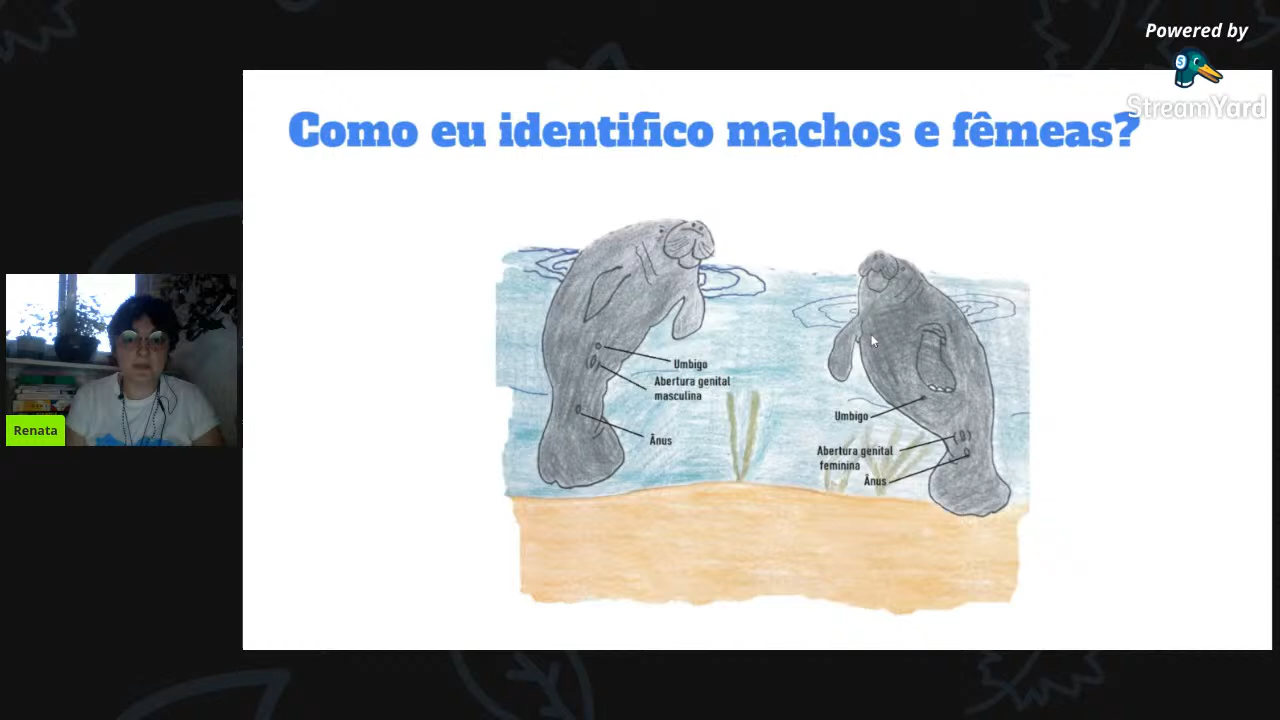 Powered by
StreamYard
Como eu identifico machos e fêmeas?
Umbigo
Abertura genital
masculina
Ânus
Umbigo
Abertura genital
feminina
Ânus
Renata